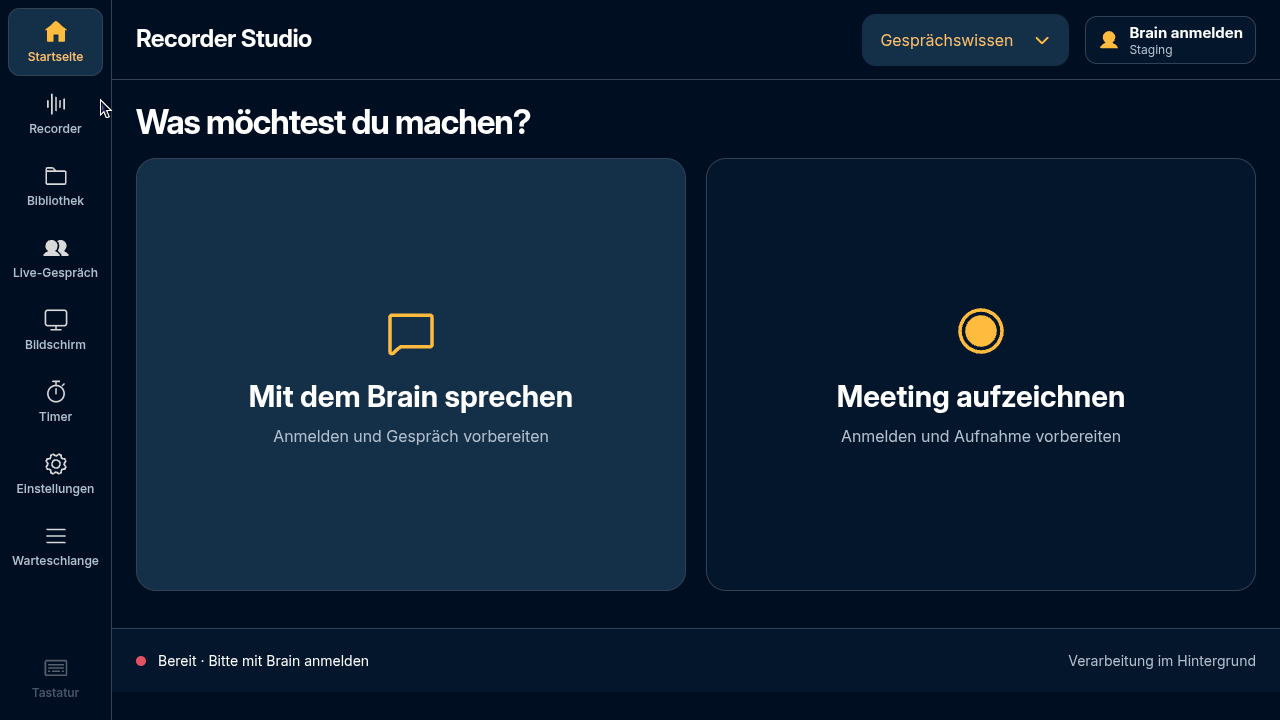 Startseite
Recorder
Bibliothek
Live-Gespräch
Bildschirm
Timer
Einstellungen
Warteschlange
Tastatur
Recorder Studio
Gesprächswissen
Brain anmelden
Staging
Was möchtest du machen?
Mit dem Brain sprechen
Anmelden und Gespräch vorbereiten
Meeting aufzeichnen
Anmelden und Aufnahme vorbereiten
Bereit · Bitte mit Brain anmelden
Verarbeitung im Hintergrund